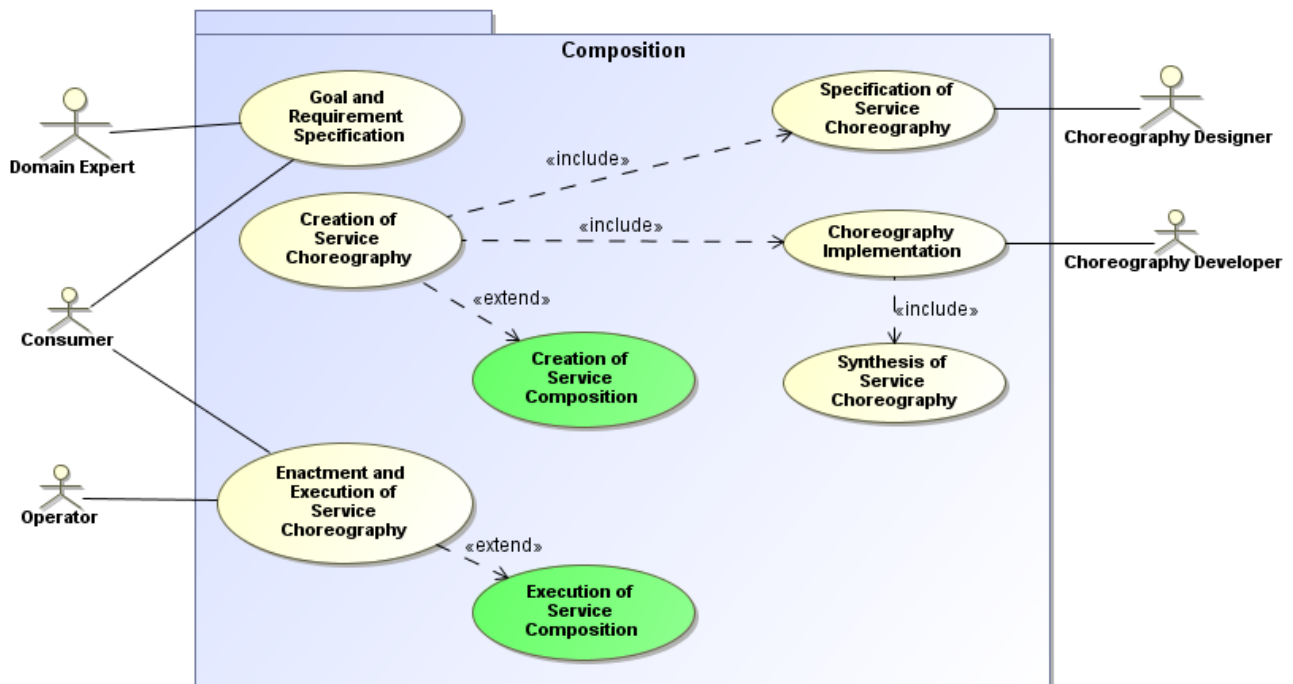 Composition
Goal and
Requirement
Specification
Specification of
Service
Choreography
Domain Expert
Choreography Designer
«include»
Creation of
Service
Choreography
«include»
Choreography
Implementation
Choreography Developer
«extend»
«include»
Consumer
Creation of
Service
Composition
Synthesis of
Service
Choreography
Enactment and
Execution of
Service
Choreography
Operator
«extend»
Execution of
Service
Composition